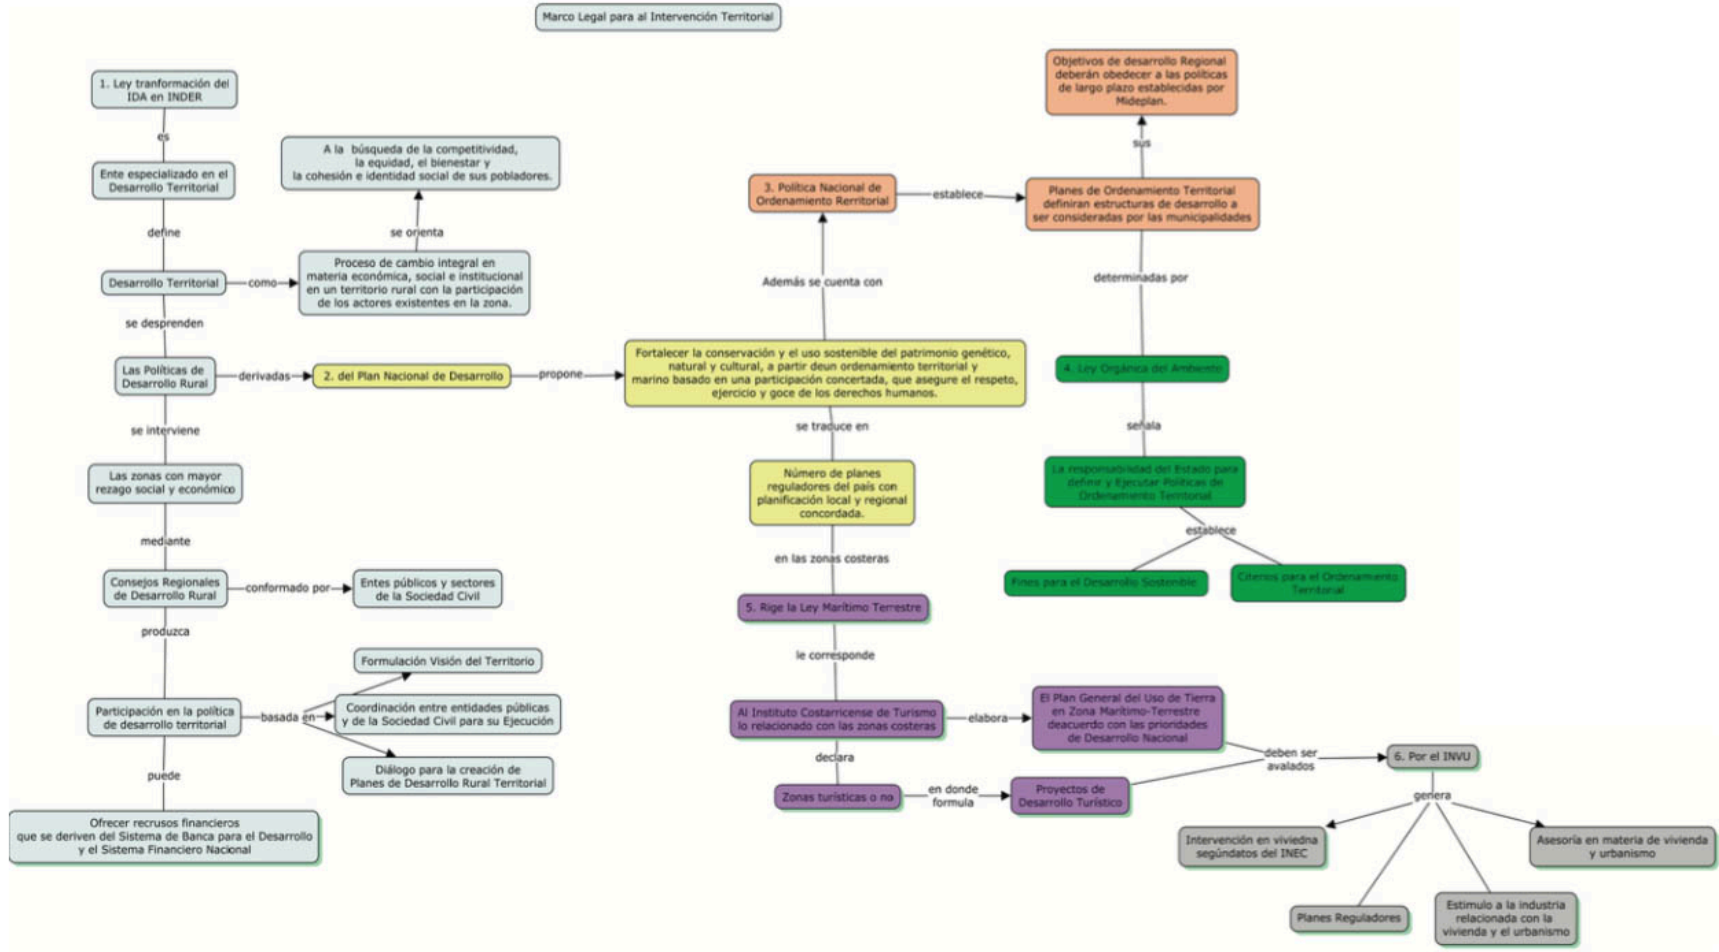 Marco Legal para al Intervención Territorial
1. Ley tranformación del
IDA en INDER
es
Ente especializado en el
Desarrollo Territorial
define
Desarrollo Territorial
como
Proceso de cambio integral en
materia económica, social e institucional
en un territorio rural con la participación
de los actores existentes en la zona.
se orienta
A la búsqueda de la competitividad,
la equidad, el bienestar y
la cohesión e identidad social de sus pobladores.
se desprenden
Las Políticas de
Desarrollo Rural
derivadas
2. del Plan Nacional de Desarrollo
propone
Fortalecer la conservación y el uso sostenible del patrimonio genético,
natural y cultural, a partir deun ordenamiento territorial y
marino basado en una participación concertada, que asegure el respeto,
ejercicio y goce de los derechos humanos.
se interviene
Las zonas con mayor
rezago social y económico
mediante
Consejos Regionales
de Desarrollo Rural
conformado por
Entes públicos y sectores
de la Sociedad Civil
produzca
Participación en la política
de desarrollo territorial
basada en
Formulación Visión del Territorio
Coordinación entre entidades públicas
y de la Sociedad Civil para su Ejecución
Diálogo para la creación de
Planes de Desarrollo Rural Territorial
puede
Ofrecer recrusos financieros
que se deriven del Sistema de Banca para el Desarrollo
y el Sistema Financiero Nacional
Además se cuenta con
3. Política Nacional de
Ordenamiento Rerritorial
establece
Planes de Ordenamiento Territorial
definiran estructuras de desarrollo a
ser consideradas por las municipalidades
sus
Objetivos de desarrollo Regional
deberán obedecer a las políticas
de largo plazo establecidas por
Mideplan.
determinadas por
4. Ley Orgánica del Ambiente
señala
La responsabilidad del Estado para
definir y Ejecutar Políticas de
Ordenamiento Territorial
establece
Fines para el Desarrollo Sostenible
Criterios para el Ordenamiento
Territorial
se traduce en
Número de planes
reguladores del país con
planificación local y regional
concordada.
en las zonas costeras
5. Rige la Ley Marítimo Terrestre
le corresponde
Al Instituto Costarricense de Turismo
lo relacionado con las zonas costeras
elabora
El Plan General del Uso de Tierra
en Zona Marítimo-Terrestre
deacuerdo con las prioridades
de Desarrollo Nacional
declara
Zonas turísticas o no
en donde
formula
Proyectos de
Desarrollo Turístico
deben ser
avalados
6. Por el INVU
genera
Intervención en viviedna
segúndatos del INEC
Planes Reguladores
Estimulo a la industria
relacionada con la
vivienda y el urbanismo
Asesoría en materia de vivienda
y urbanismo